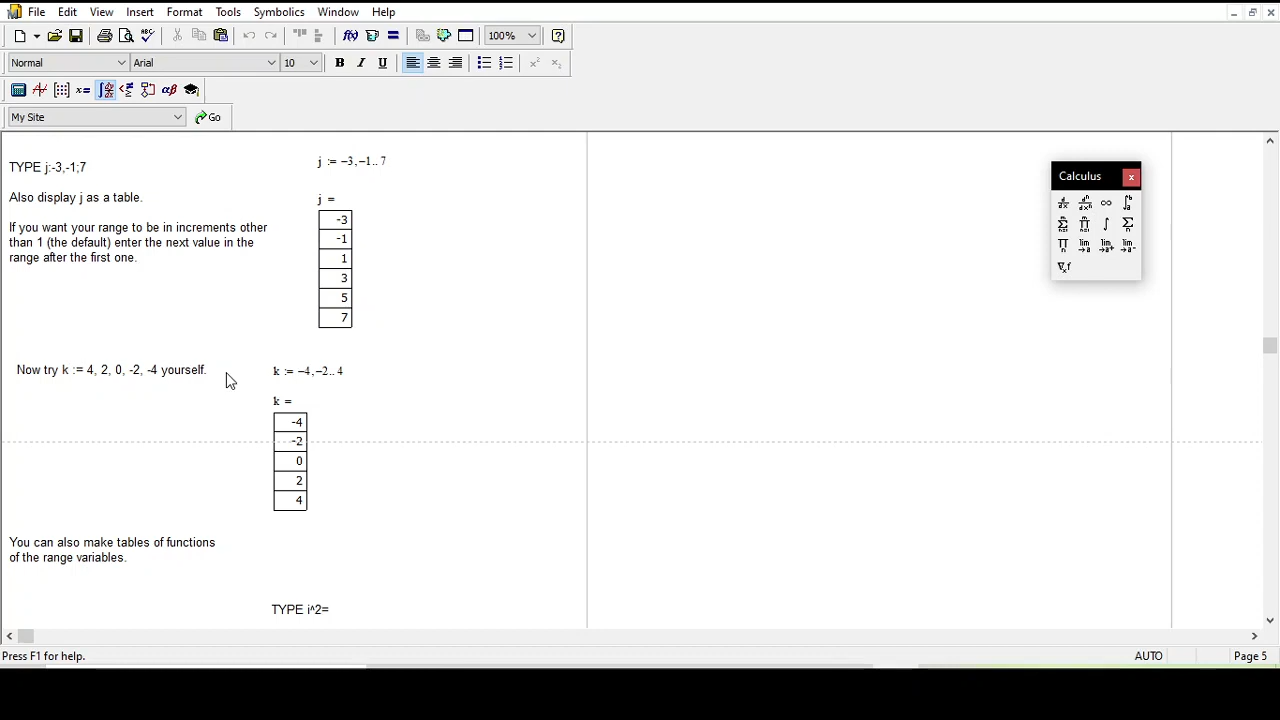 File Edit View Insert Format Tools Symbolics Window Help
100%
Normal Arial 10 B I U
My Site Go
TYPE j:-3,-1;7
j := −3,−1.. 7
Also display j as a table.
j =
-3
-1
1
3
5
7
If you want your range to be in increments other
than 1 (the default) enter the next value in the
range after the first one.
Calculus
Now try k := 4, 2, 0, -2, -4 yourself.
k := −4,−2.. 4
k =
-4
-2
0
2
4
You can also make tables of functions
of the range variables.
TYPE i^2=
Press F1 for help.
AUTO
Page 5